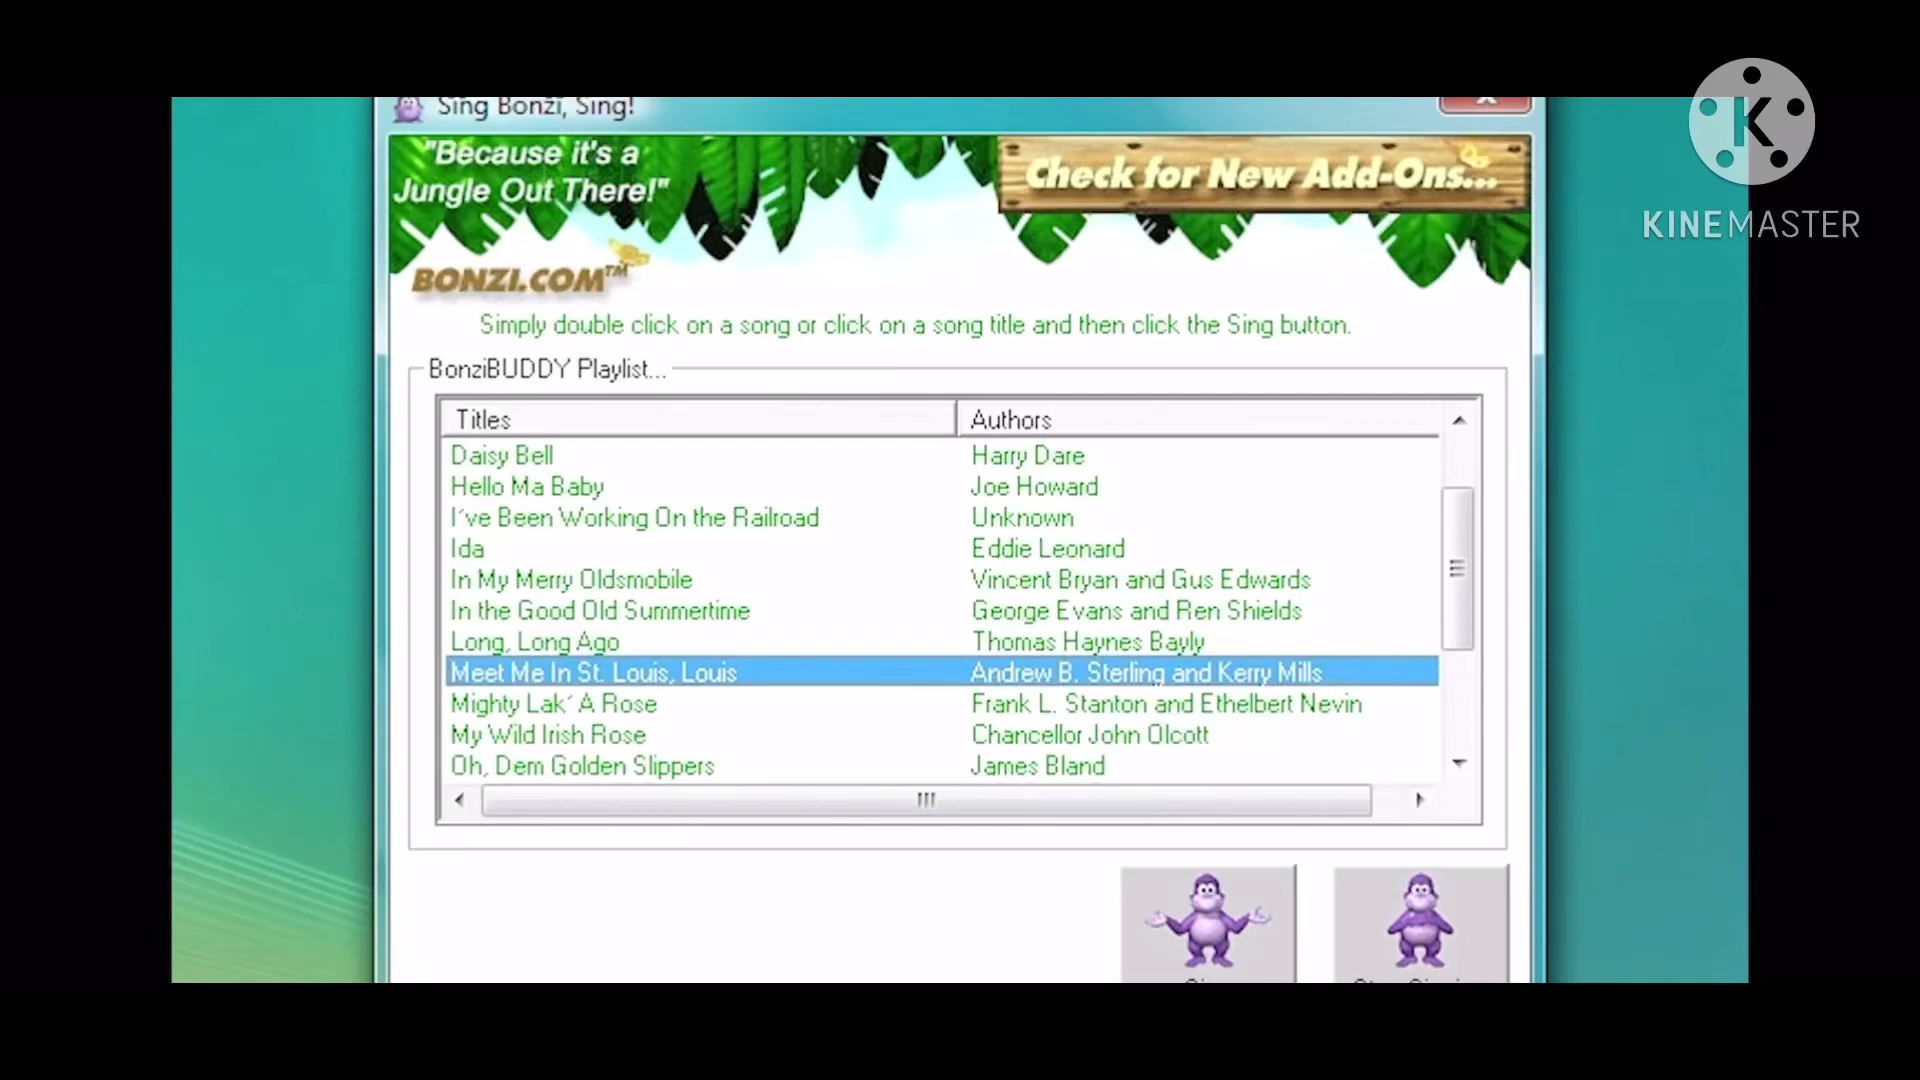 Sing Bonzi, Sing!
"Because it's a
Jungle Out There!"
Check for New Add-Ons...
K
KINEMASTER
BONZI.COM™
Simply double click on a song or click on a song title and then click the Sing button.
BonziBUDDY Playlist...
Titles Authors
Daisy Bell Harry Dare
Hello Ma Baby Joe Howard
I´ve Been Working On the Railroad Unknown
Ida Eddie Leonard
In My Merry Oldsmobile Vincent Bryan and Gus Edwards
In the Good Old Summertime George Evans and Ren Shields
Long, Long Ago Thomas Haynes Bayly
Meet Me In St. Louis, Louis Andrew B. Sterling and Kerry Mills
Mighty Lak´ A Rose Frank L. Stanton and Ethelbert Nevin
My Wild Irish Rose Chancellor John Olcott
Oh, Dem Golden Slippers James Bland